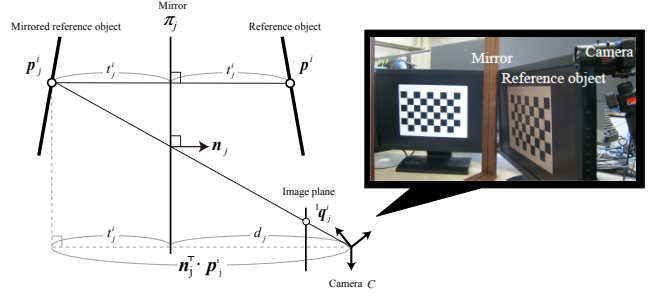 Mirror
π_j
Mirrored reference object
Reference object
p^i_j
t^i_j
t^i_j
p^i
n_j
Mirror
Camera
Reference object
Image plane
^1q^i_j
t^i_j
d_j
n^⊤_j · p^i_j
Camera C